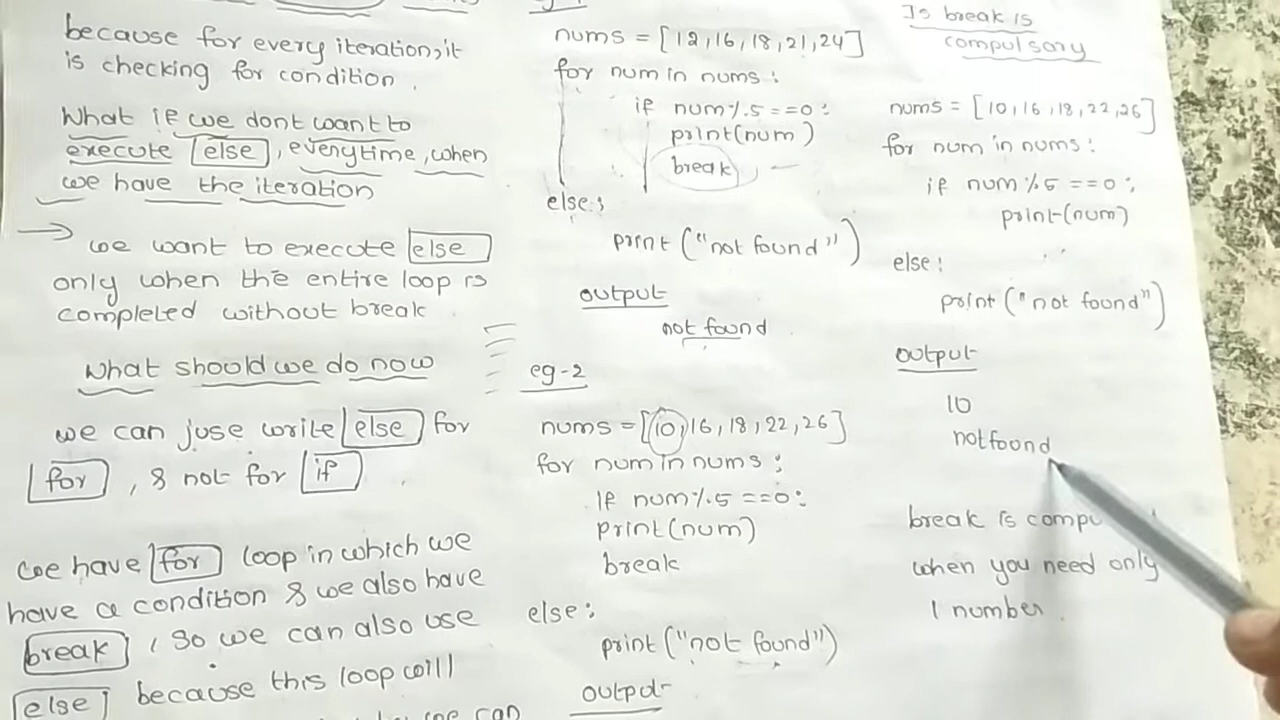 because for every iteration, it
is checking for condition.
What if we dont want to
execute else, everytime, when
we have the iteration
→ we want to execute else
only when the entire loop is
completed without break
What should we do now
we can juse write else for
for, & not for if
we have for loop in which we
have a condition & we also have
break, so we can also use
else because this loop will
we can
nums = [12,16,18,21,24]
for num in nums:
if num%5==0:
print(num)
break
else:
print("not found")
output
not found
eg-2
nums = [10,16,18,22,26]
for num in nums:
If num%5==0:
print(num)
break
else:
print("not found")
output
Is break is
compulsory
nums = [10,16,18,22,26]
for num in nums:
if num%5==0:
print(num)
else:
print("not found")
output
10
notfound
break is
when you need only
1 number.